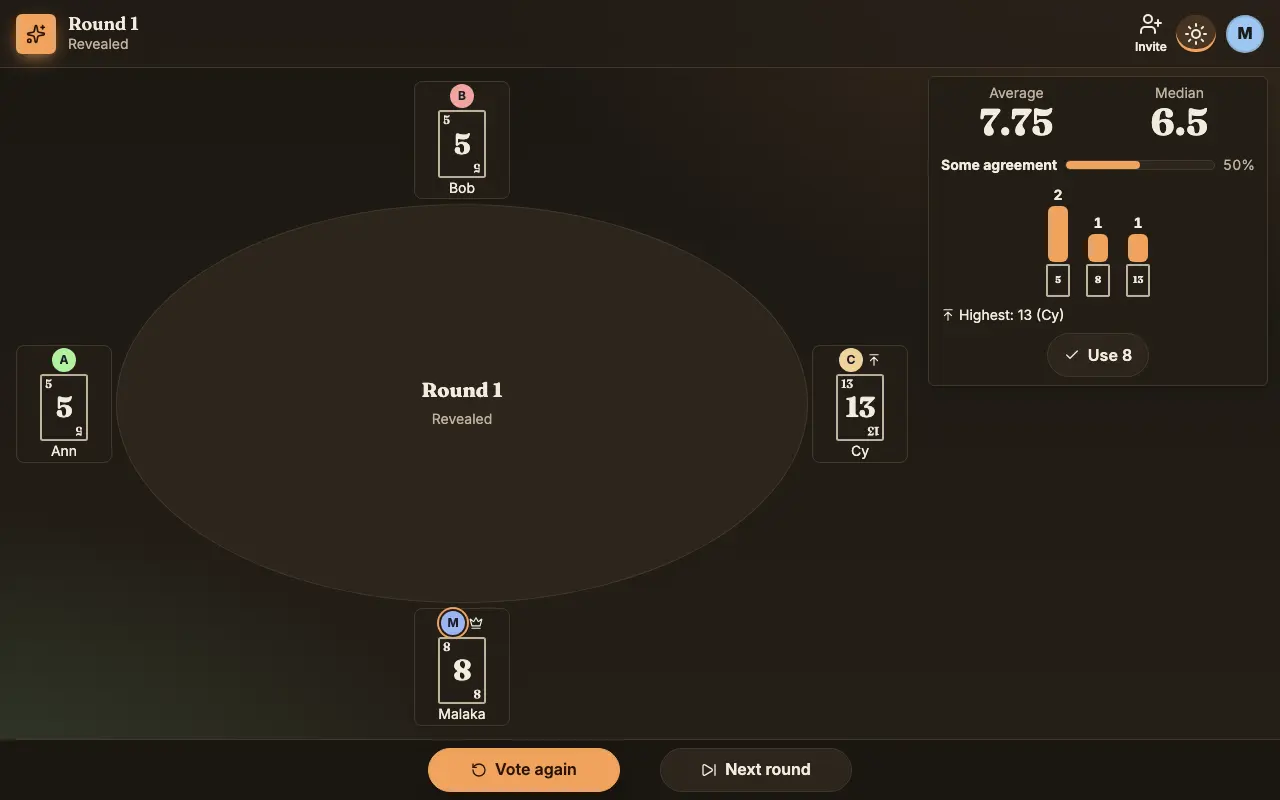 Round 1
Revealed
Invite
M
B
5
5
5
Bob
A
5
5
5
Ann
Round 1
Revealed
C
13
13
13
Cy
M
8
8
8
Malaka
Average
7.75
Median
6.5
Some agreement 50%
2 1 1
5 8 13
Highest: 13 (Cy)
Use 8
Vote again
Next round